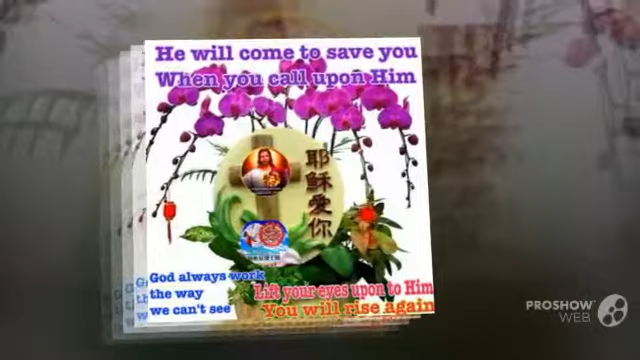 He will come to save you
When you call upon Him
耶
穌
愛
你
God always work
the way
we can't see
Lift your eyes upon to Him
You will rise again
PROSHOW
WEB